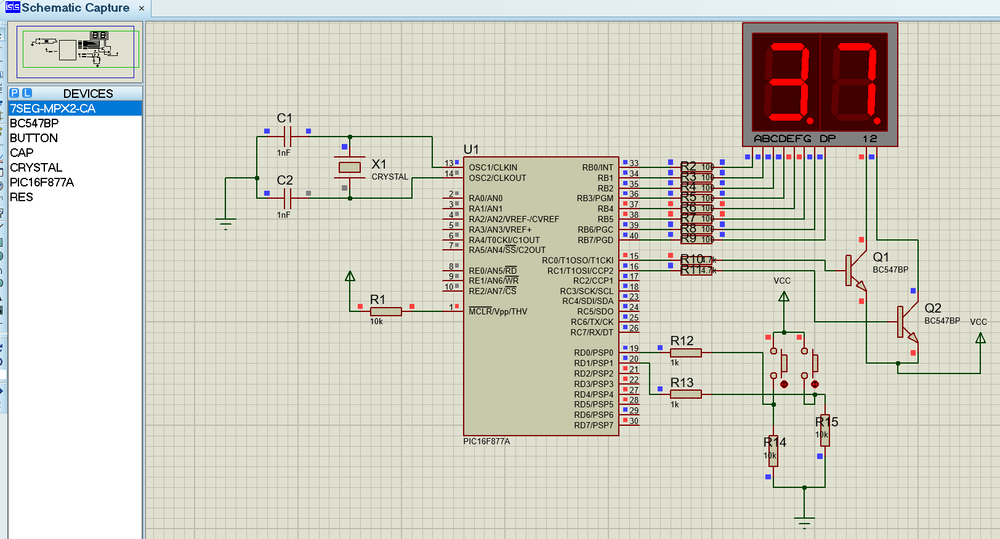 ISIS Schematic Capture ×
P L DEVICES
7SEG-MPX2-CA
BC547BP
BUTTON
CAP
CRYSTAL
PIC16F877A
RES
C1
1nF
C2
1nF
X1
CRYSTAL
R1
10k
U1
13 OSC1/CLKIN
14 OSC2/CLKOUT
2 RA0/AN0
3 RA1/AN1
4 RA2/AN2/VREF-/CVREF
5 RA3/AN3/VREF+
6 RA4/T0CKI/C1OUT
7 RA5/AN4/SS/C2OUT
8 RE0/AN5/RD
9 RE1/AN6/WR
10 RE2/AN7/CS
1 MCLR/Vpp/THV
RB0/INT 33
RB1 34
RB2 35
RB3/PGM 36
RB4 37
RB5 38
RB6/PGC 39
RB7/PGD 40
RC0/T1OSO/T1CKI 15
RC1/T1OSI/CCP2 16
RC2/CCP1 17
RC3/SCK/SCL 18
RC4/SDI/SDA 23
RC5/SDO 24
RC6/TX/CK 25
RC7/RX/DT 26
RD0/PSP0 19
RD1/PSP1 20
RD2/PSP2 21
RD3/PSP3 22
RD4/PSP4 27
RD5/PSP5 28
RD6/PSP6 29
RD7/PSP7 30
PIC16F877A
R2 100
R3 100
R4 100
R5 100
R6 100
R7 100
R8 100
R9 100
R10 4.7k
R11 4.7k
R12
1k
R13
1k
37
ABCDEFG DP 12
Q1
BC547BP
Q2
BC547BP
VCC
VCC
R14
10k
R15
10k